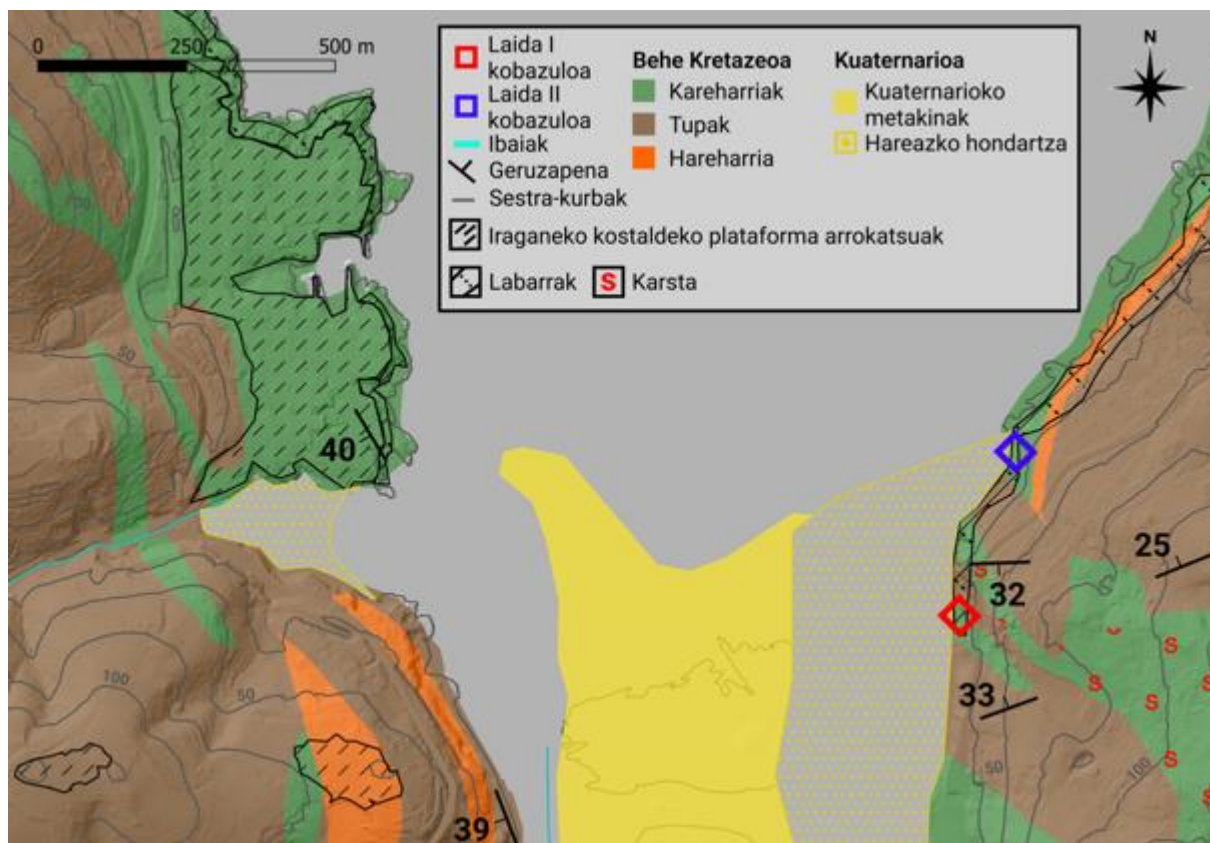 0 250 500 m
N
Laida I
kobazuloa
Laida II
kobazuloa
Ibaiak
Geruzapena
Sestra-kurbak
Iraganeko kostaldeko plataforma arrokatsuak
Labarrak
S Karsta
Behe Kretazeoa
Kareharriak
Tupak
Hareharria
Kuaternarioa
Kuaternarioko
metakinak
Hareazko hondartza
50
40
25
S
32
S
S
S
33
100
50
50
100
S
S
39